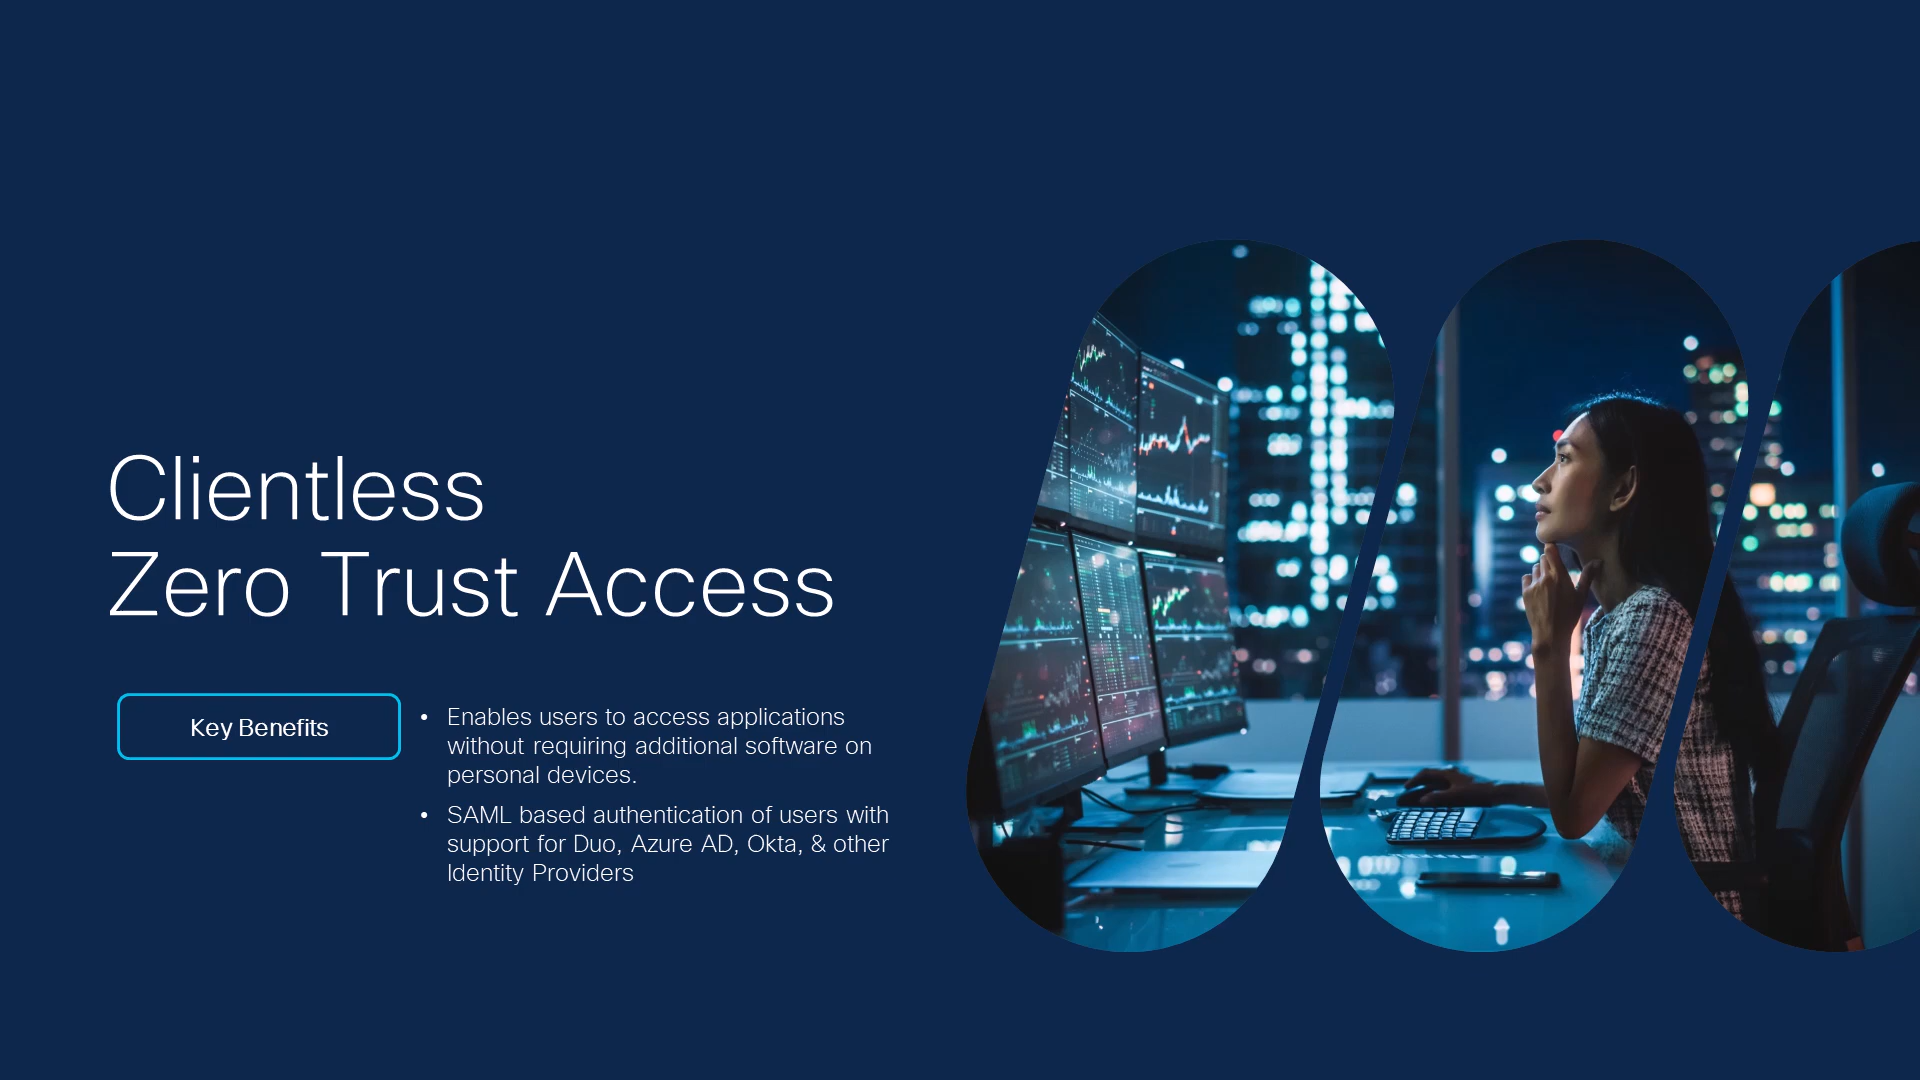 Clientless
Zero Trust Access
Key Benefits
• Enables users to access applications
without requiring additional software on
personal devices.
• SAML based authentication of users with
support for Duo, Azure AD, Okta, & other
Identity Providers